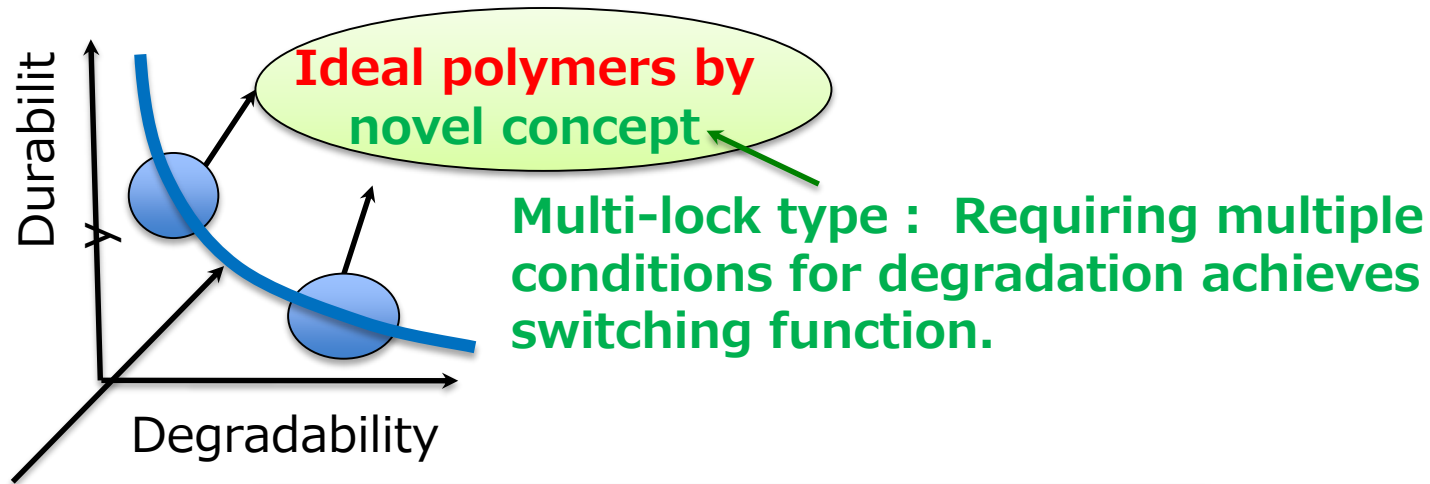 Ideal polymers by
novel concept
Durabilit
y
Multi-lock type : Requiring multiple
conditions for degradation achieves
switching function.
Degradability